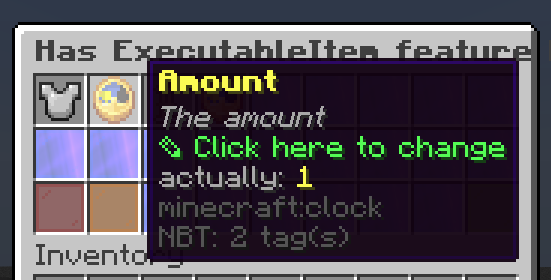 Has ExecutableItem feature
Amount
The amount
✎ Click here to change
actually: 1
minecraft:clock
NBT: 2 tag(s)
Inventory